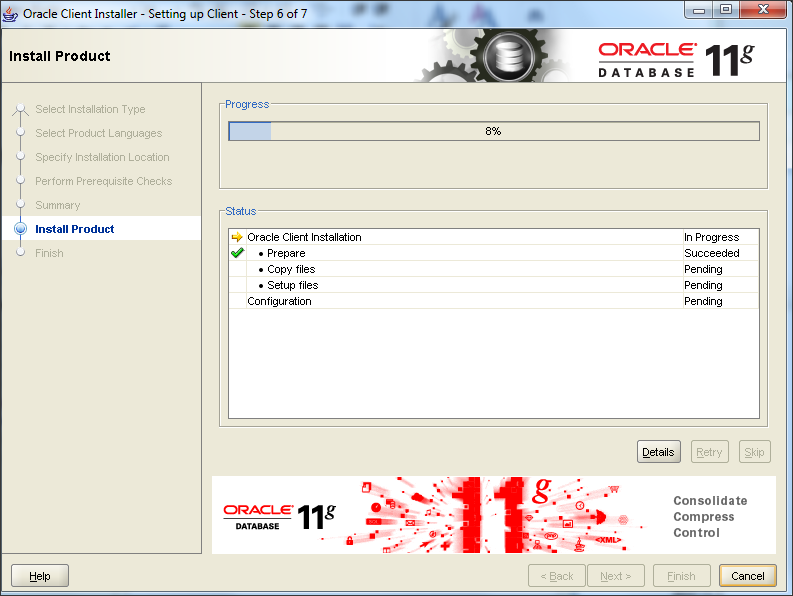 Oracle Client Installer - Setting up Client - Step 6 of 7
Install Product
ORACLE
DATABASE
11g
Select Installation Type
Select Product Languages
Specify Installation Location
Perform Prerequisite Checks
Summary
Install Product
Finish
Progress
8%
Status
Oracle Client Installation In Progress
• Prepare Succeeded
• Copy files Pending
• Setup files Pending
Configuration Pending
Details Retry Skip
ORACLE
DATABASE
11g
11g
<XML>
Consolidate
Compress
Control
Help < Back Next > Finish Cancel